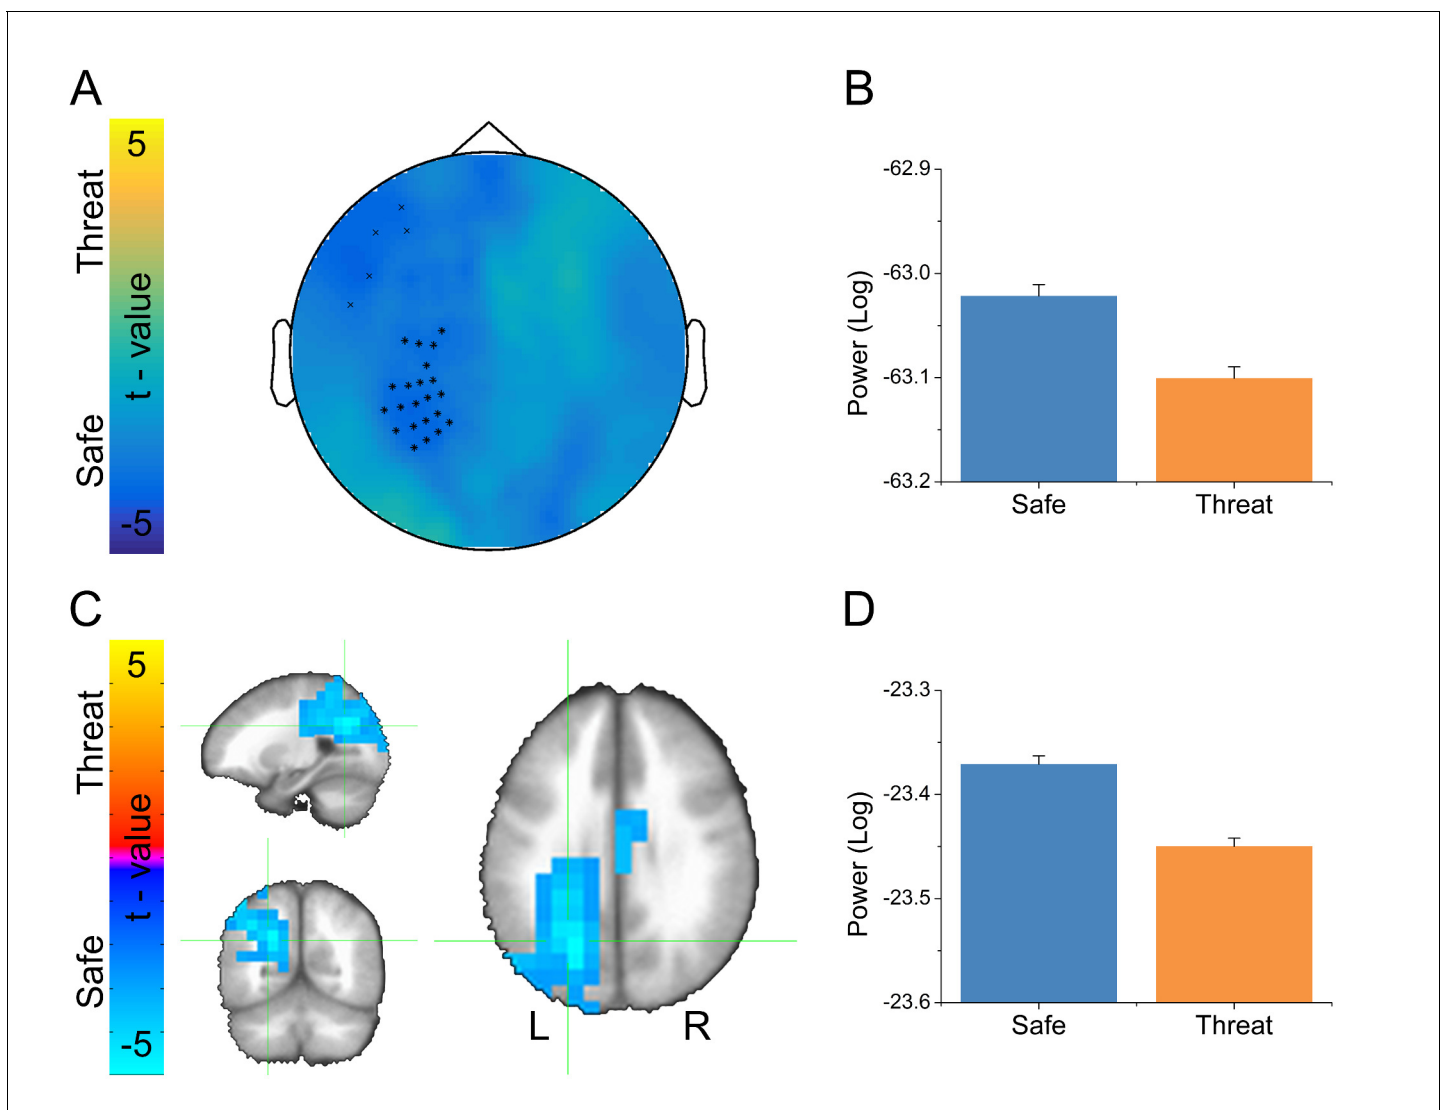 A
5
Threat
t - value
Safe
-5
B
-62.9
-63.0
-63.1
-63.2
Power (Log)
Safe Threat
C
5
Threat
t - value
Safe
-5
L R
D
-23.3
-23.4
-23.5
-23.6
Power (Log)
Safe Threat